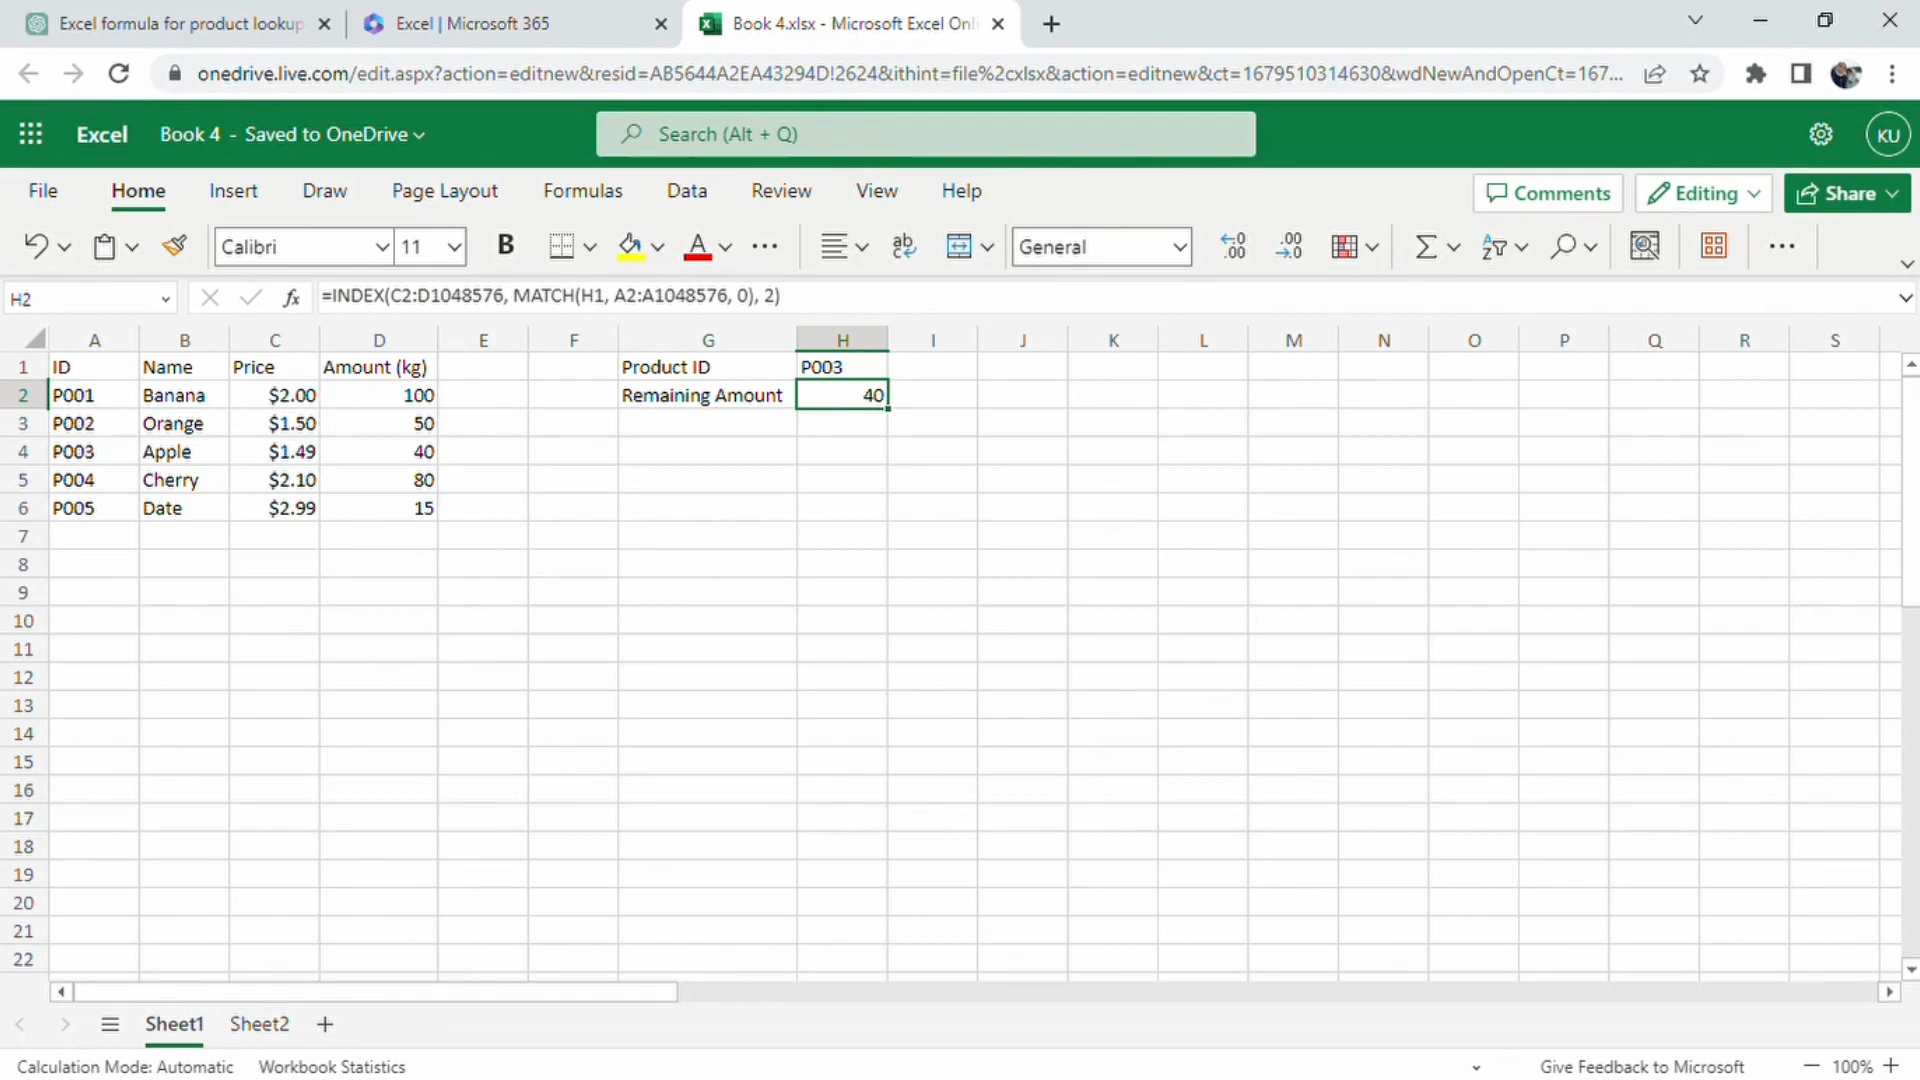 Excel formula for product lookup
Excel | Microsoft 365
Book 4.xlsx - Microsoft Excel Onli
onedrive.live.com/edit.aspx?action=editnew&resid=AB5644A2EA43294D!2624&ithint=file%2cxlsx&action=editnew&ct=1679510314630&wdNewAndOpenCt=167...
Excel Book 4 - Saved to OneDrive Search (Alt + Q) KU
File Home Insert Draw Page Layout Formulas Data Review View Help Comments Editing Share
Calibri 11 B A ab General .00 .00
H2 fx =INDEX(C2:D1048576, MATCH(H1, A2:A1048576, 0), 2)
A B C D E F G H I J K L M N O P Q R S
1 ID Name Price Amount (kg) Product ID P003
2 P001 Banana $2.00 100 Remaining Amount 40
3 P002 Orange $1.50 50
4 P003 Apple $1.49 40
5 P004 Cherry $2.10 80
6 P005 Date $2.99 15
7
8
9
10
11
12
13
14
15
16
17
18
19
20
21
22
Sheet1 Sheet2
Calculation Mode: Automatic Workbook Statistics Give Feedback to Microsoft 100%